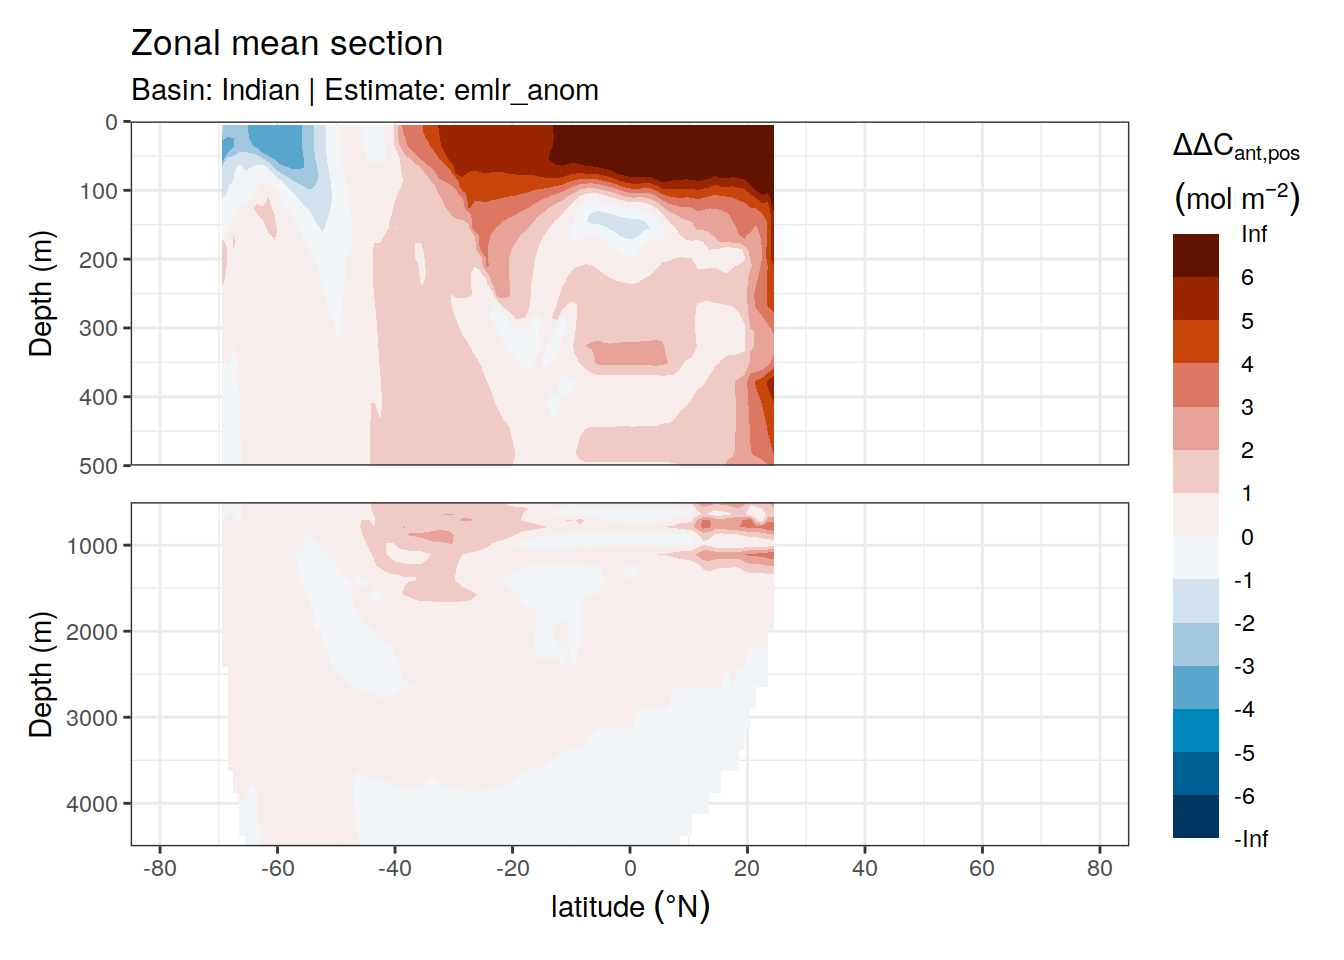 Zonal mean section
Basin: Indian | Estimate: emlr_anom
Depth (m)
0
100
200
300
400
500
Depth (m)
1000
2000
3000
4000
-80 -60 -40 -20 0 20 40 60 80
latitude (°N)
ΔΔCant,pos
(mol m−2)
Inf
6
5
4
3
2
1
0
-1
-2
-3
-4
-5
-6
-Inf